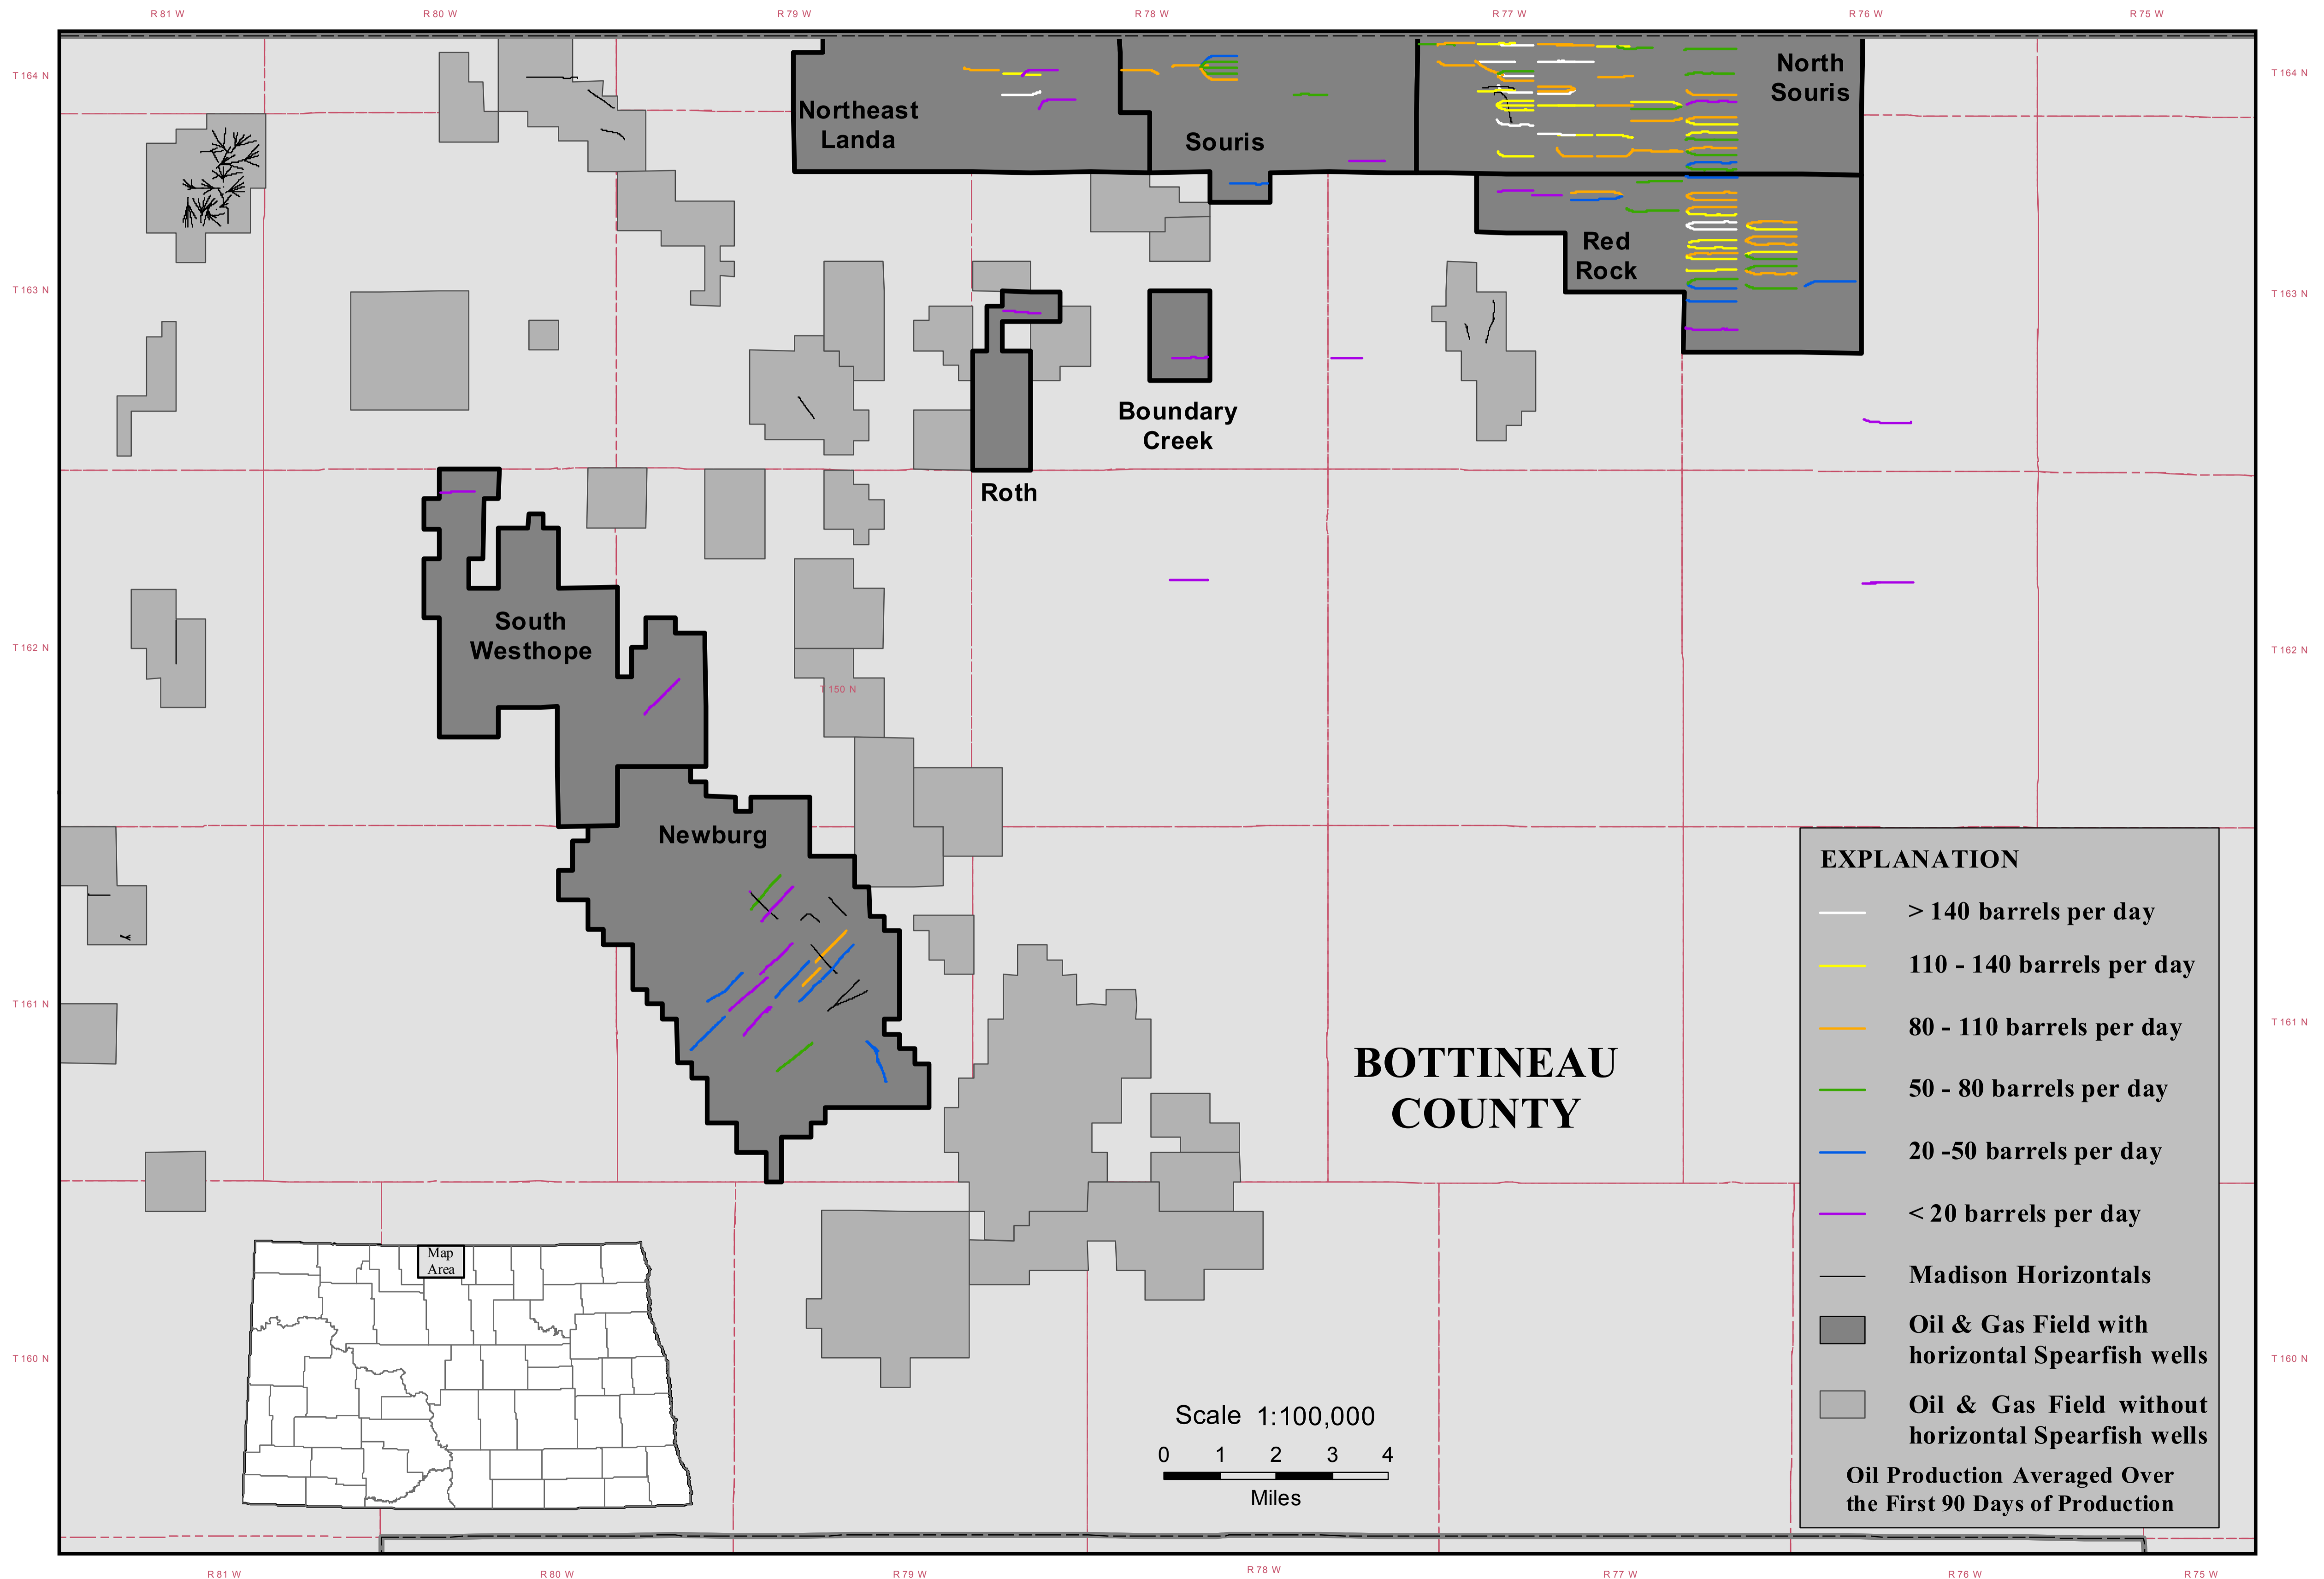 R 81 W
R 80 W
R 79 W
R 78 W
R 77 W
R 76 W
R 75 W
T 164 N
T 164 N
North
Souris
Northeast
Landa
Souris
Red
Rock
T 163 N
T 163 N
Boundary
Creek
Roth
South
Westhope
T 162 N
T 162 N
T 150 N
Newburg
T 161 N
T 161 N
BOTTINEAU
COUNTY
EXPLANATION
> 140 barrels per day
110 - 140 barrels per day
80 - 110 barrels per day
50 - 80 barrels per day
20 -50 barrels per day
< 20 barrels per day
Madison Horizontals
Oil & Gas Field with
horizontal Spearfish wells
Oil & Gas Field without
horizontal Spearfish wells
Oil Production Averaged Over
the First 90 Days of Production
Map
Area
T 160 N
T 160 N
Scale 1:100,000
0 1 2 3 4
Miles
R 81 W
R 80 W
R 79 W
R 78 W
R 77 W
R 76 W
R 75 W